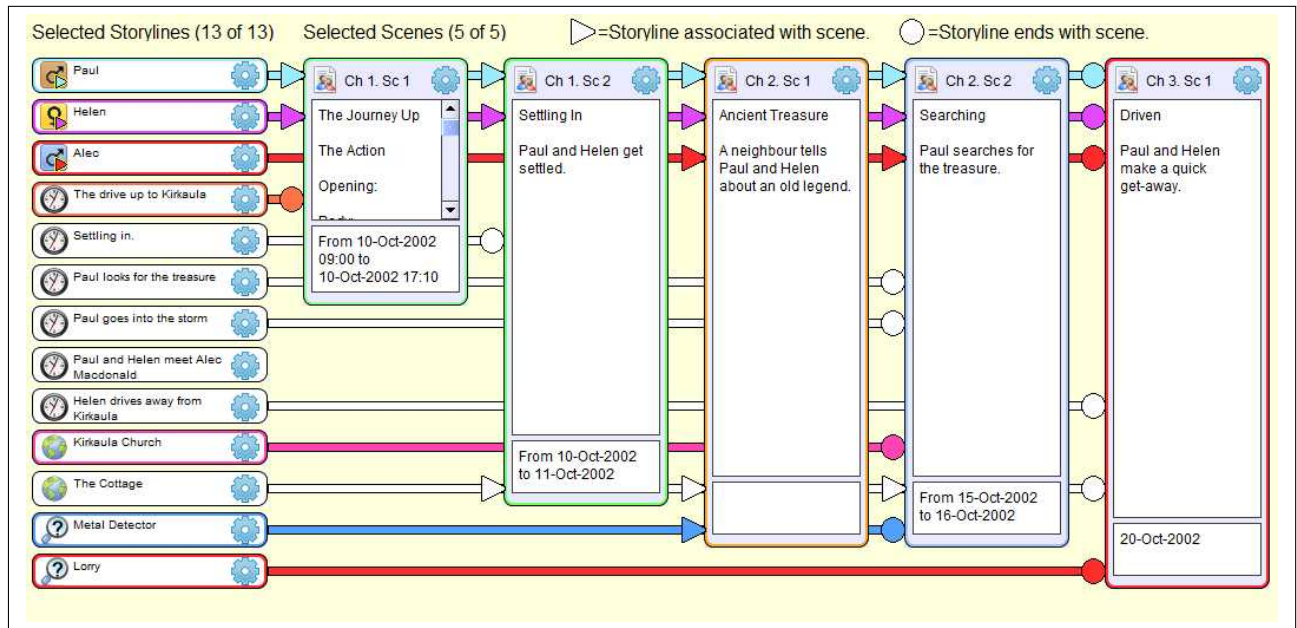 Selected Storylines (13 of 13)
Selected Scenes (5 of 5)
=Storyline associated with scene.
=Storyline ends with scene.
Paul
Helen
Alec
The drive up to Kirkaula
Settling in.
Paul looks for the treasure
Paul goes into the storm
Paul and Helen meet Alec
Macdonald
Helen drives away from
Kirkaula
Kirkaula Church
The Cottage
Metal Detector
Lorry
Ch 1. Sc 1
The Journey Up
The Action
Opening:
Body:
From 10-Oct-2002
09:00 to
10-Oct-2002 17:10
Ch 1. Sc 2
Settling In
Paul and Helen get
settled.
From 10-Oct-2002
to 11-Oct-2002
Ch 2. Sc 1
Ancient Treasure
A neighbour tells
Paul and Helen
about an old legend.
Ch 2. Sc 2
Searching
Paul searches for
the treasure.
From 15-Oct-2002
to 16-Oct-2002
Ch 3. Sc 1
Driven
Paul and Helen
make a quick
get-away.
20-Oct-2002